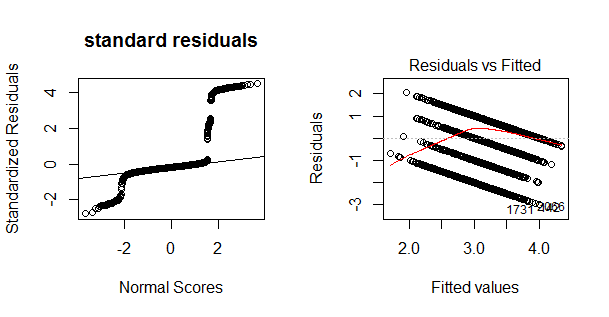 standard residuals
Standardized Residuals
4
2
0
-2
-2
0
2
Normal Scores
Residuals vs Fitted
Residuals
2
1
-1
-3
1731
2.0
3.0
4.0
Fitted values